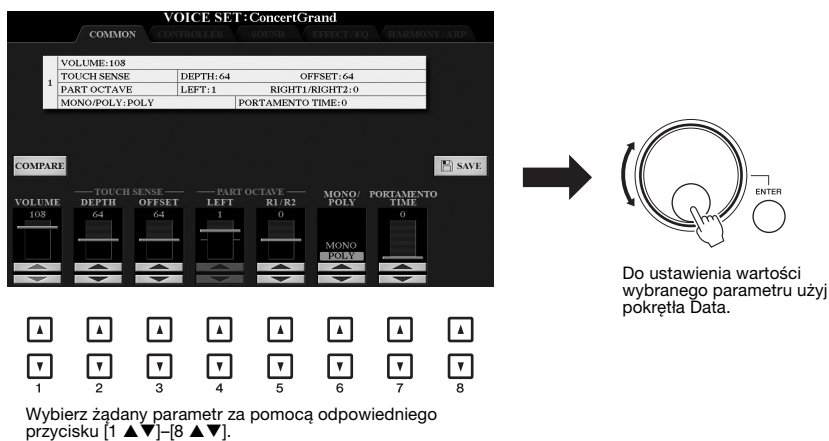 VOICE SET:ConcertGrand
COMMON CONTROLLER SOUND EFFECT/EQ HARMONY/ARP
1
VOLUME:108
TOUCH SENSE DEPTH:64 OFFSET:64
PART OCTAVE LEFT:1 RIGHT1/RIGHT2:0
MONO/POLY:POLY PORTAMENTO TIME:0
COMPARE
SAVE
TOUCH SENSE PART OCTAVE MONO/ PORTAMENTO
VOLUME DEPTH OFFSET LEFT R1/R2 POLY TIME
108 64 64 1 0 0
MONO
POLY
1 2 3 4 5 6 7 8
Wybierz żądany parametr za pomocą odpowiedniego
przycisku [1 ▲▼]–[8 ▲▼].
ENTER
Do ustawienia wartości
wybranego parametru użyj
pokrętła Data.